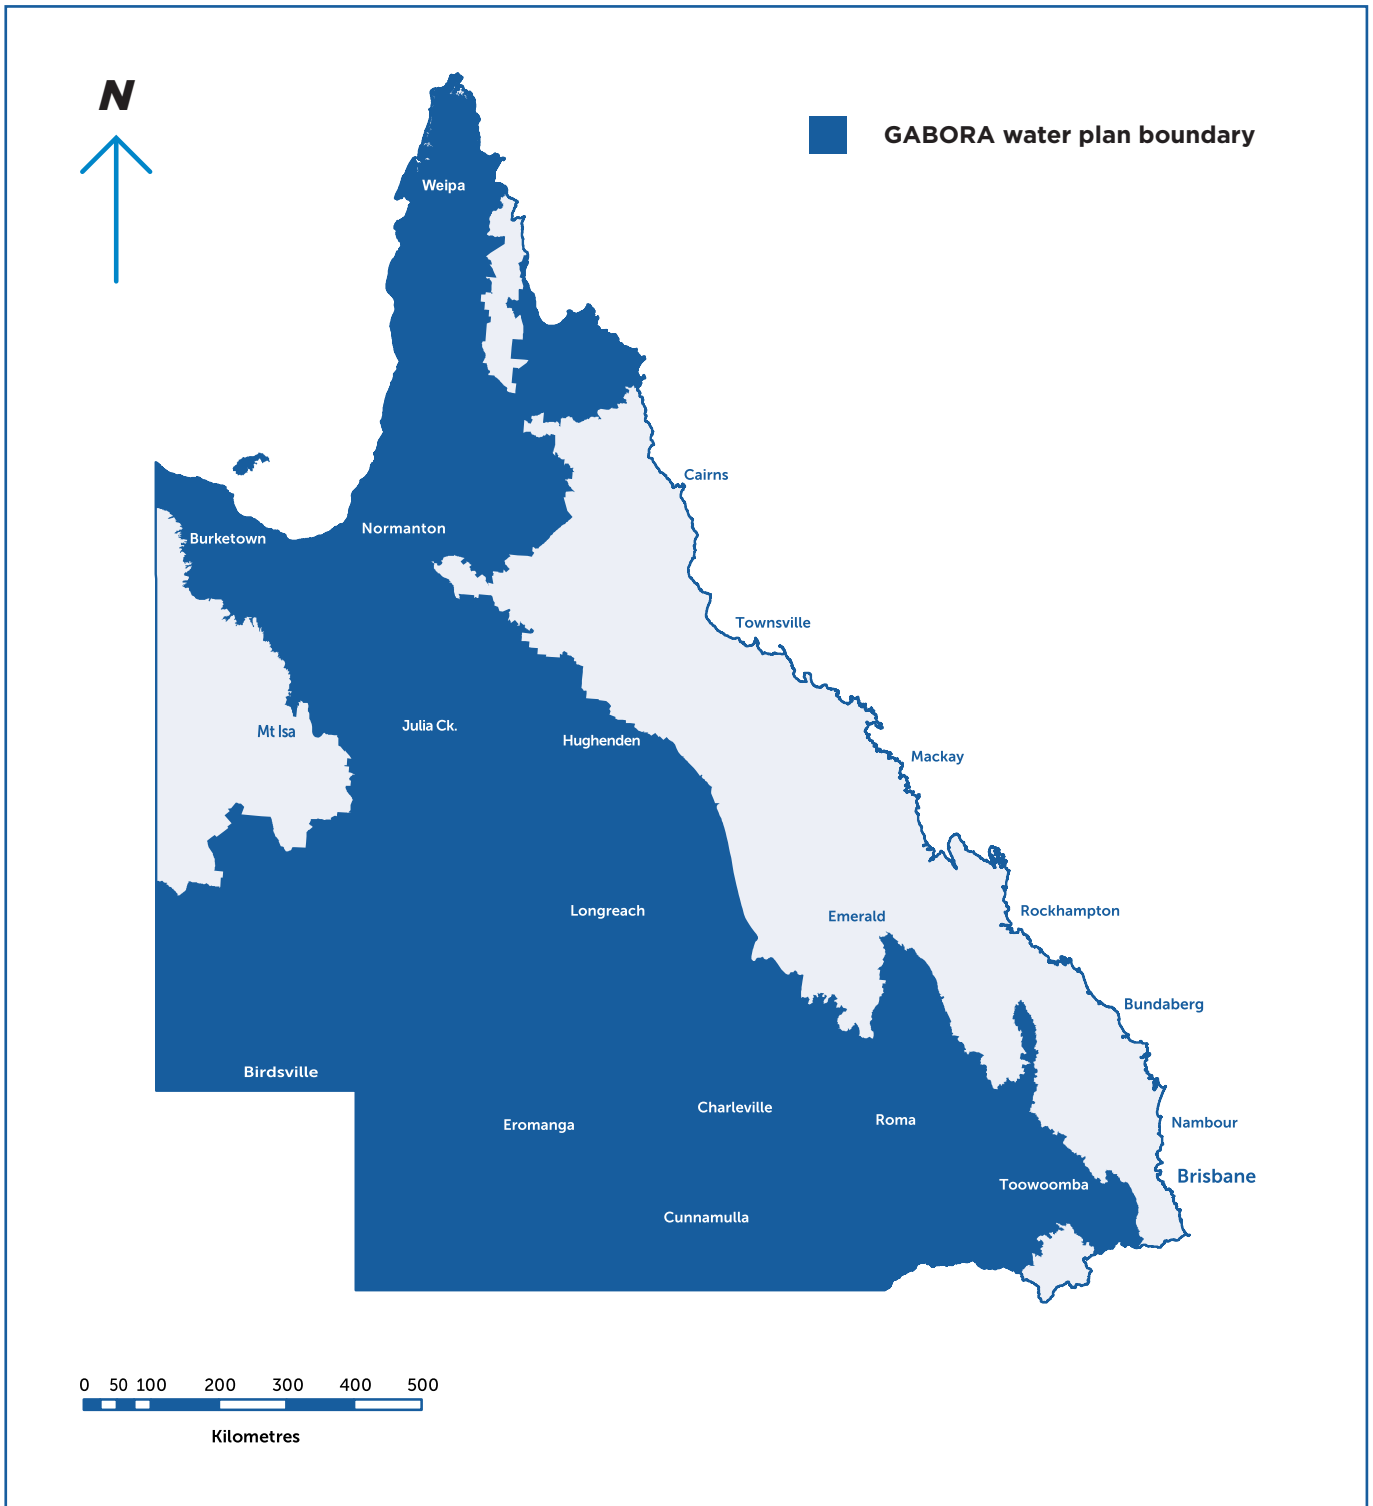 N
GABORA water plan boundary
Weipa
Cairns
Normanton
Burketown
Townsville
Julia Ck.
Mt Isa
Hughenden
Mackay
Longreach
Emerald
Rockhampton
Bundaberg
Birdsville
Charleville
Eromanga
Roma
Nambour
Toowoomba
Brisbane
Cunnamulla
0 50 100 200 300 400 500
Kilometres